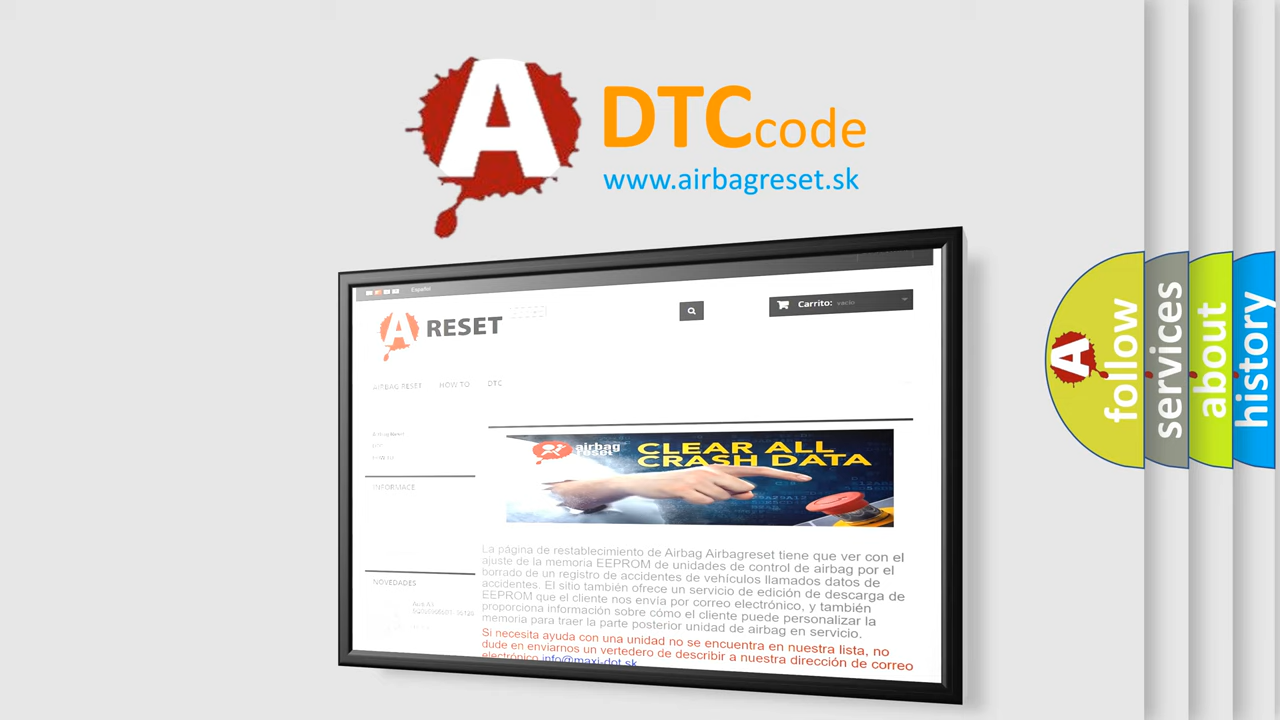 A
DTCcode
www.airbagreset.sk
Español
A RESET
Carrito: vacío
AIRBAG RESET HOW TO DTC
Airbag Reset
HOW TO
INFORMACE
NOVEDADES
airbag
reset
CLEAR ALL
CRASH DATA
La página de restablecimiento de Airbag Airbagreset tiene que ver con el
ajuste de la memoria EEPROM de unidades de control de airbag por el
borrado de un registro de accidentes de vehículos llamados datos de
accidentes. El sitio también ofrece un servicio de edición de descarga de
EEPROM que el cliente nos envía por correo electrónico, y también
proporciona información sobre cómo el cliente puede personalizar la
memoria para traer la parte posterior unidad de airbag en servicio.
Si necesita ayuda con una unidad no se encuentra en nuestra lista, no
dude en enviarnos un vertedero de describir a nuestra dirección de correo
electrónico info@maxi-dot.sk
A
follow
services
about
history